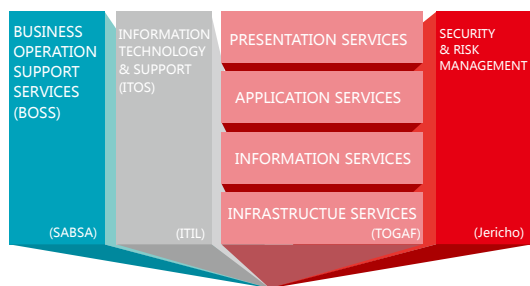 BUSINESS
OPERATION
SUPPORT
SERVICES
(BOSS)
(SABSA)
INFORMATION
TECHNOLOGY
& SUPPORT
(ITOS)
(ITIL)
PRESENTATION SERVICES
APPLICATION SERVICES
INFORMATION SERVICES
INFRASTRUCTUE SERVICES
(TOGAF)
SECURITY
& RISK
MANAGEMENT
(Jericho)